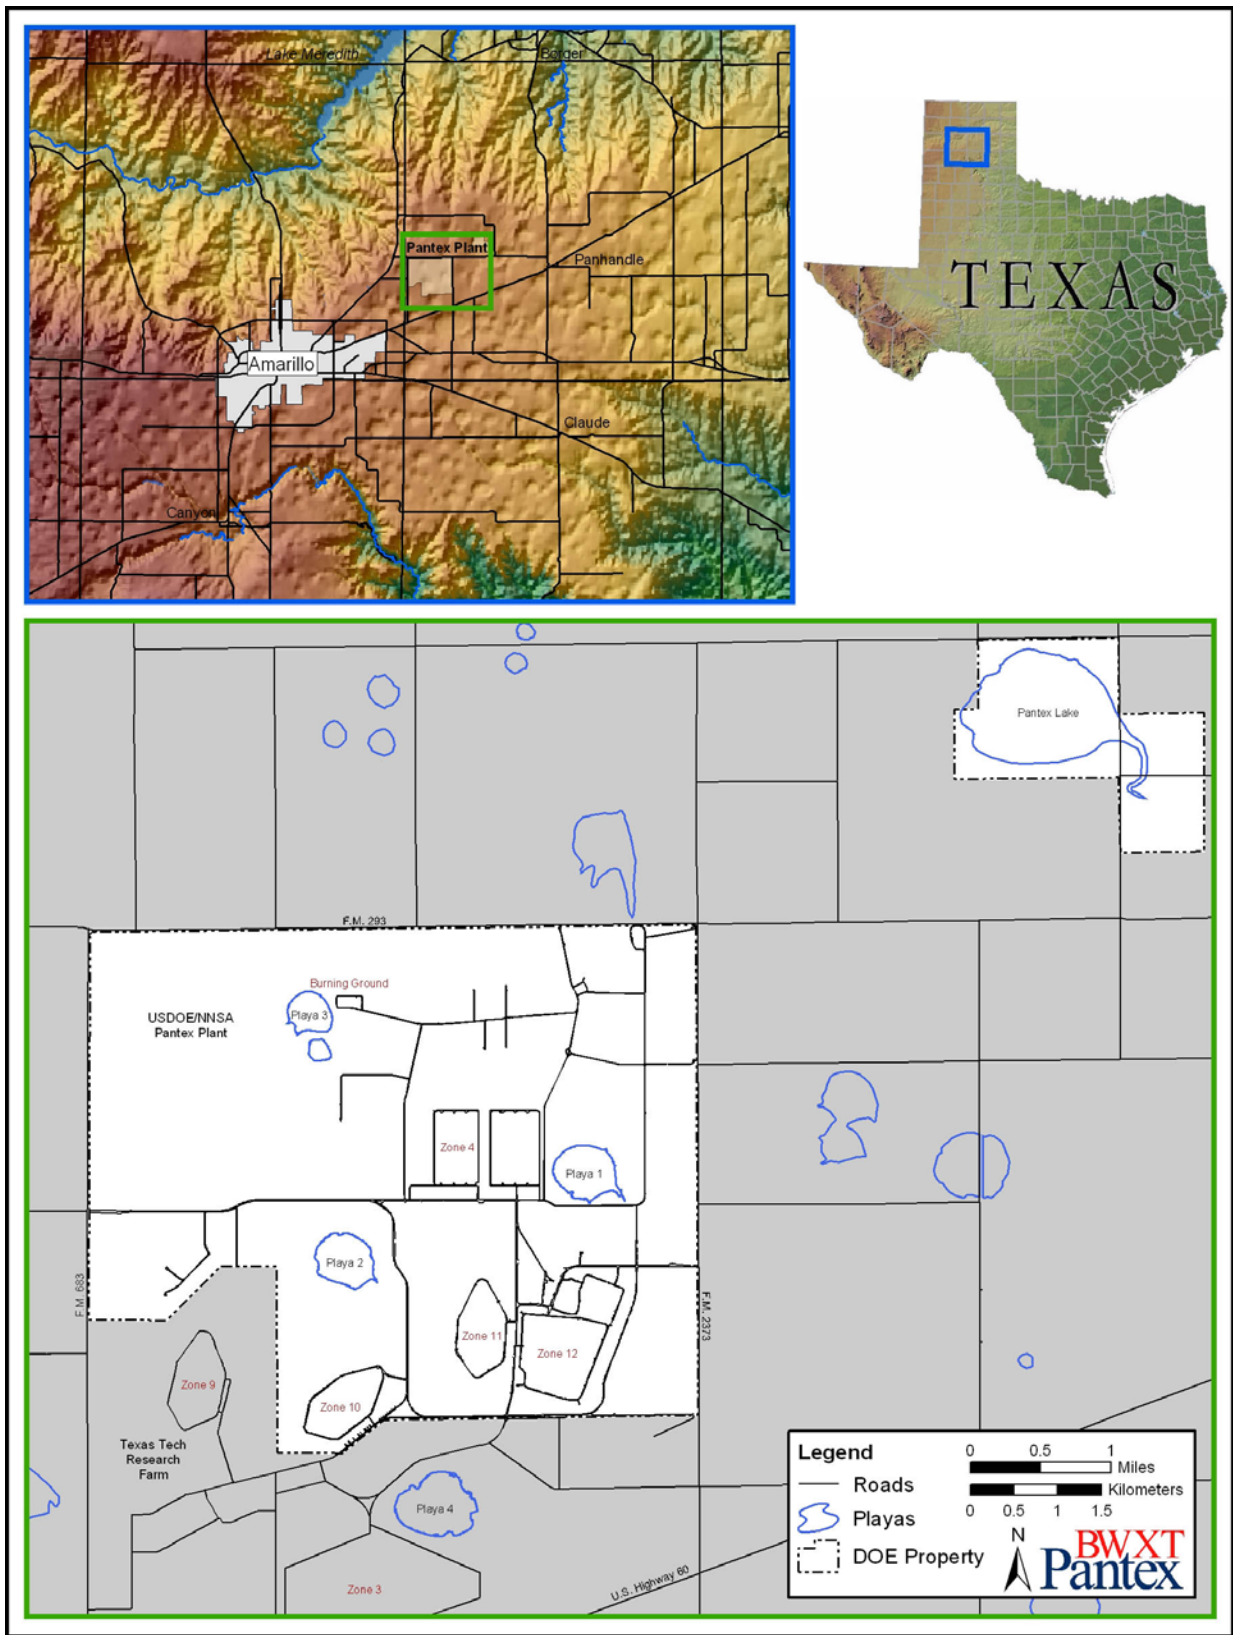 Lake Meredith
Borger
Pantex Plant
Panhandle
Amarillo
Claude
Canyon
TEXAS
Pantex Lake
F.M. 293
Burning Ground
Playa 3
USDOE/NNSA
Pantex Plant
Zone 4
Playa 1
Playa 2
F.M. 683
F.M. 2373
Zone 11
Zone 12
Zone 9
Zone 10
Texas Tech
Research
Farm
Playa 4
Zone 3
U.S. Highway 60
Legend
Roads
Playas
DOE Property
0 0.5 1
Miles
Kilometers
0 0.5 1 1.5
N
BWXT
Pantex